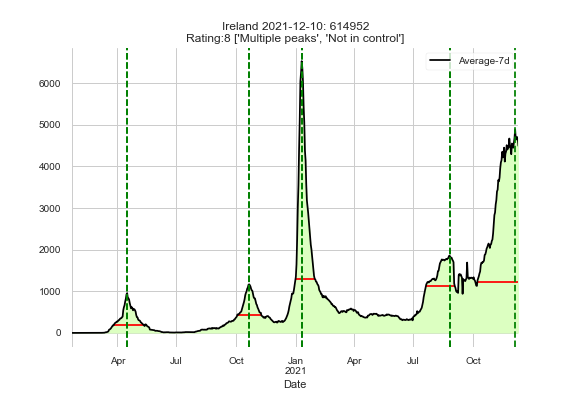 Ireland 2021-12-10: 614952
Rating:8 ['Multiple peaks', 'Not in control']
Average-7d
6000
5000
4000
3000
2000
1000
0
Apr Jul Oct Jan Apr Jul Oct
2021
Date